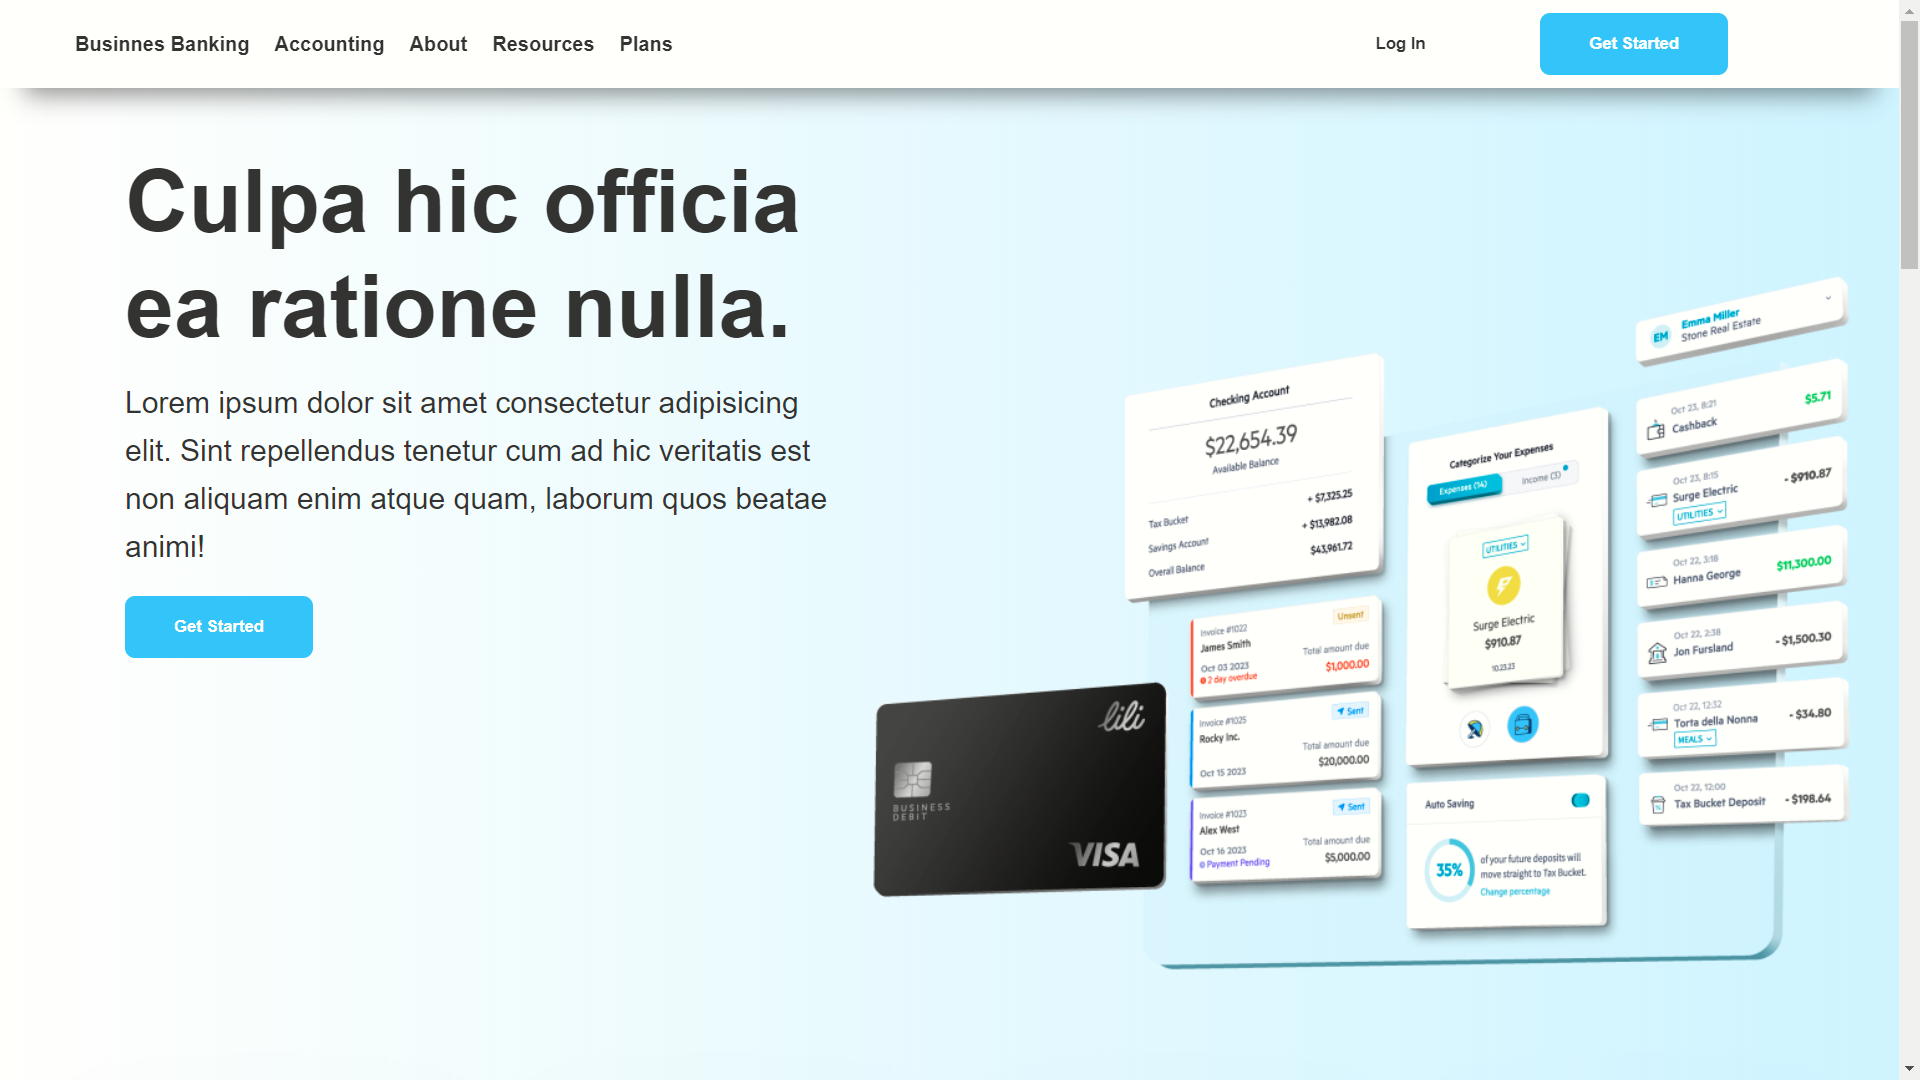 Businnes Banking Accounting About Resources Plans Log In Get Started
Culpa hic officia
ea ratione nulla.
Lorem ipsum dolor sit amet consectetur adipisicing
elit. Sint repellendus tenetur cum ad hic veritatis est
non aliquam enim atque quam, laborum quos beatae
animi!
Get Started
lili
BUSINESS
DEBIT
VISA
Checking Account
$22,654.39
Available Balance
Tax Bucket + $7,325.25
Savings Account + $13,982.08
Overall Balance $43,961.72
Unsent
Invoice #1022
James Smith
Total amount due
Oct 03 2023
$1,000.00
2 day overdue
Sent
Invoice #1025
Rocky Inc.
Total amount due
$20,000.00
Oct 15 2023
Sent
Invoice #1023
Alex West
Total amount due
Oct 16 2023
$5,000.00
Payment Pending
Categorize Your Expenses
Expenses (14) Income (3)
UTILITIES
Surge Electric
$910.87
10.23.23
Auto Saving
35%
of your future deposits will
move straight to Tax Bucket.
Change percentage
EM
Emma Miller
Stone Real Estate
Oct 23, 8:21
Cashback
$5.71
Oct 23, 8:15
Surge Electric
- $910.87
UTILITIES
Oct 22, 3:18
Hanna George
$11,300.00
Oct 22, 2:38
Jon Fursland
- $1,500.30
Oct 22, 12:32
Torta della Nonna
- $34.80
MEALS
Oct 22, 12:00
Tax Bucket Deposit
- $198.64